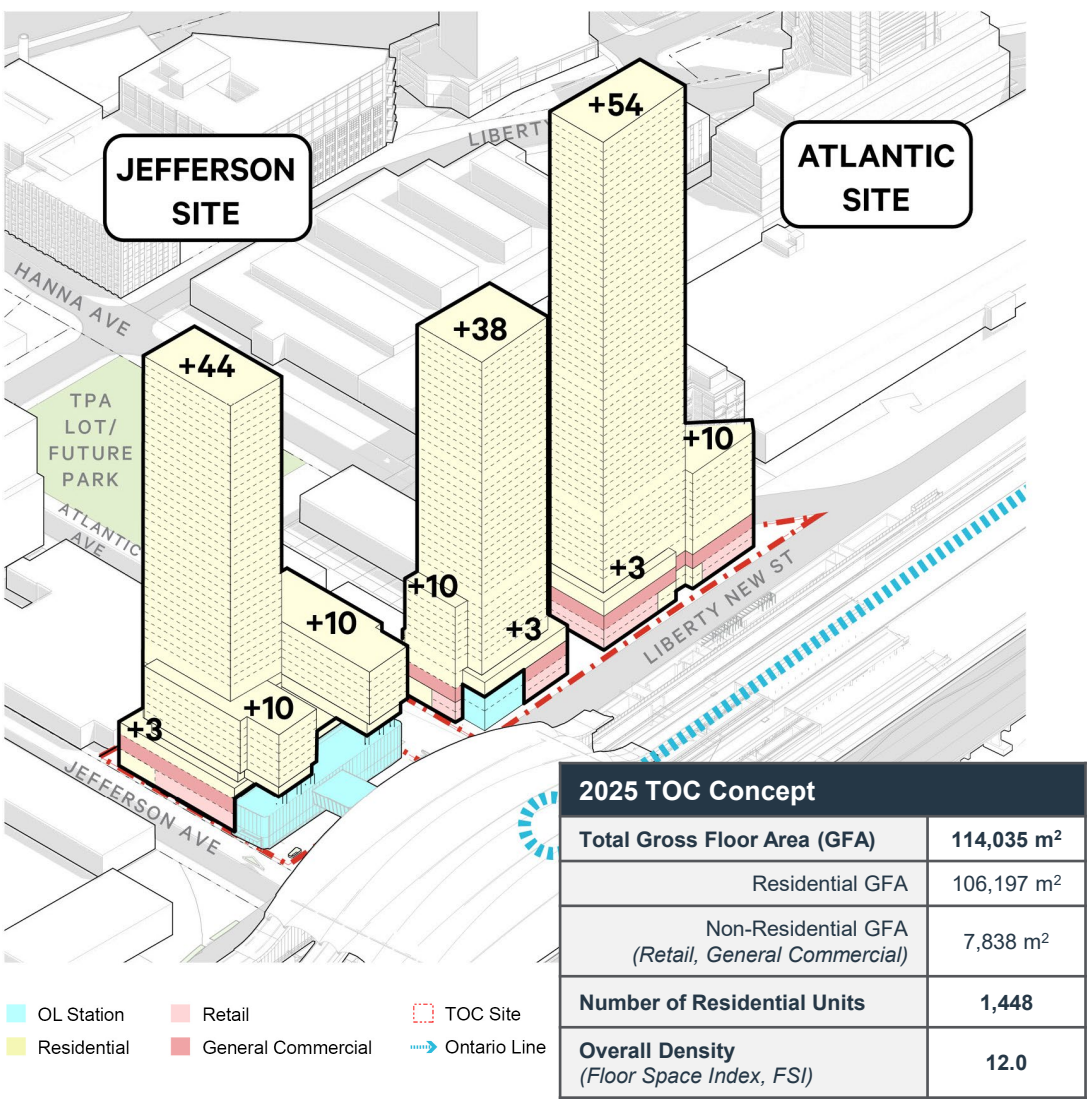 +54
LIBERTY
JEFFERSON
SITE
ATLANTIC
SITE
HANNA AVE
+38
+44
TPA
LOT/
FUTURE
PARK
+10
ATLANTIC
AVE
+3
+10
+10
+3
LIBERTY NEW ST
+10
+3
JEFFERSON AVE
2025 TOC Concept
Total Gross Floor Area (GFA) 114,035 m²
Residential GFA 106,197 m²
Non-Residential GFA
(Retail, General Commercial) 7,838 m²
Number of Residential Units 1,448
Overall Density
(Floor Space Index, FSI) 12.0
OL Station
Retail
TOC Site
Residential
General Commercial
Ontario Line